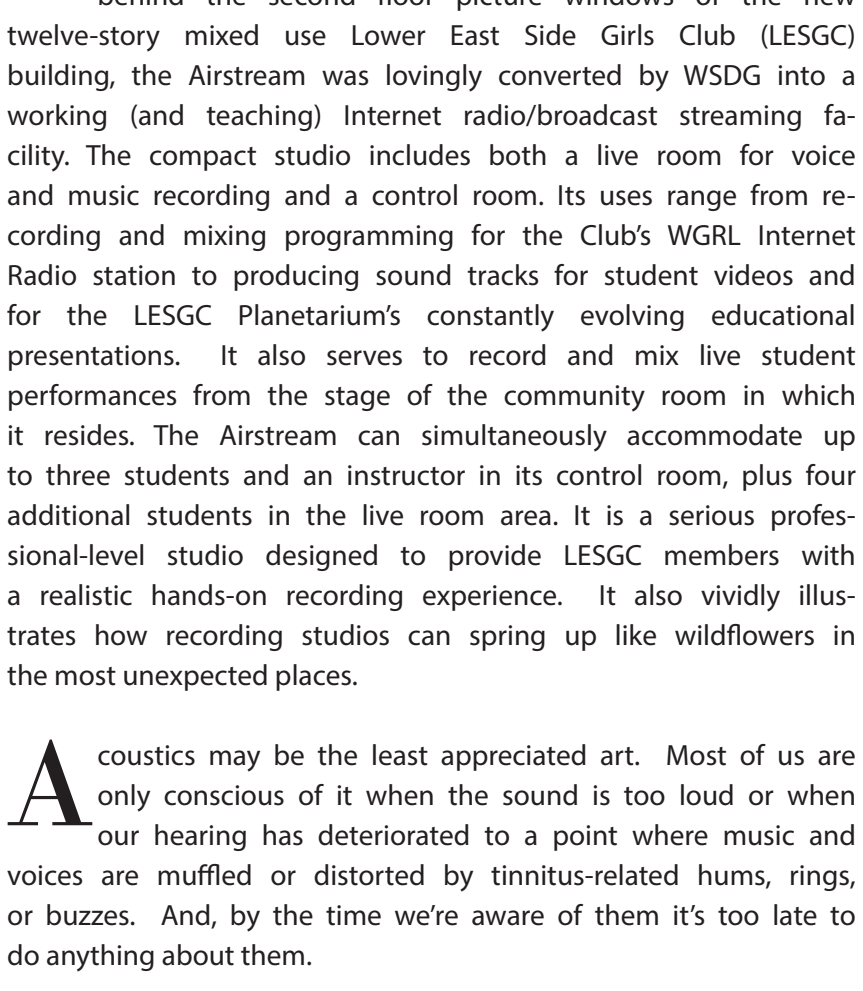 behind the second floor picture windows of the new
twelve-story mixed use Lower East Side Girls Club (LESGC)
building, the Airstream was lovingly converted by WSDG into a
working (and teaching) Internet radio/broadcast streaming fa-
cility. The compact studio includes both a live room for voice
and music recording and a control room. Its uses range from re-
cording and mixing programming for the Club’s WGRL Internet
Radio station to producing sound tracks for student videos and
for the LESGC Planetarium’s constantly evolving educational
presentations.  It also serves to record and mix live student
performances from the stage of the community room in which
it resides. The Airstream can simultaneously accommodate up
to three students and an instructor in its control room, plus four
additional students in the live room area. It is a serious profes-
sional-level studio designed to provide LESGC members with
a realistic hands-on recording experience.  It also vividly illus-
trates how recording studios can spring up like wildflowers in
the most unexpected places.

Acoustics may be the least appreciated art.  Most of us are
only conscious of it when the sound is too loud or when
our hearing has deteriorated to a point where music and
voices are muffled or distorted by tinnitus-related hums, rings,
or buzzes.  And, by the time we’re aware of them it’s too late to
do anything about them.